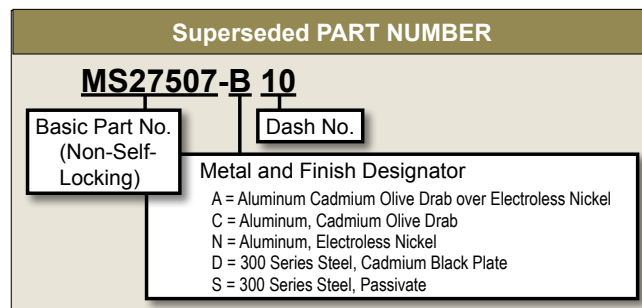 Superseded PART NUMBER
MS27507-B 10
Basic Part No.
(Non-Self-
Locking)
Dash No.
Metal and Finish Designator
A = Aluminum Cadmium Olive Drab over Electroless Nickel
C = Aluminum, Cadmium Olive Drab
N = Aluminum, Electroless Nickel
D = 300 Series Steel, Cadmium Black Plate
S = 300 Series Steel, Passivate